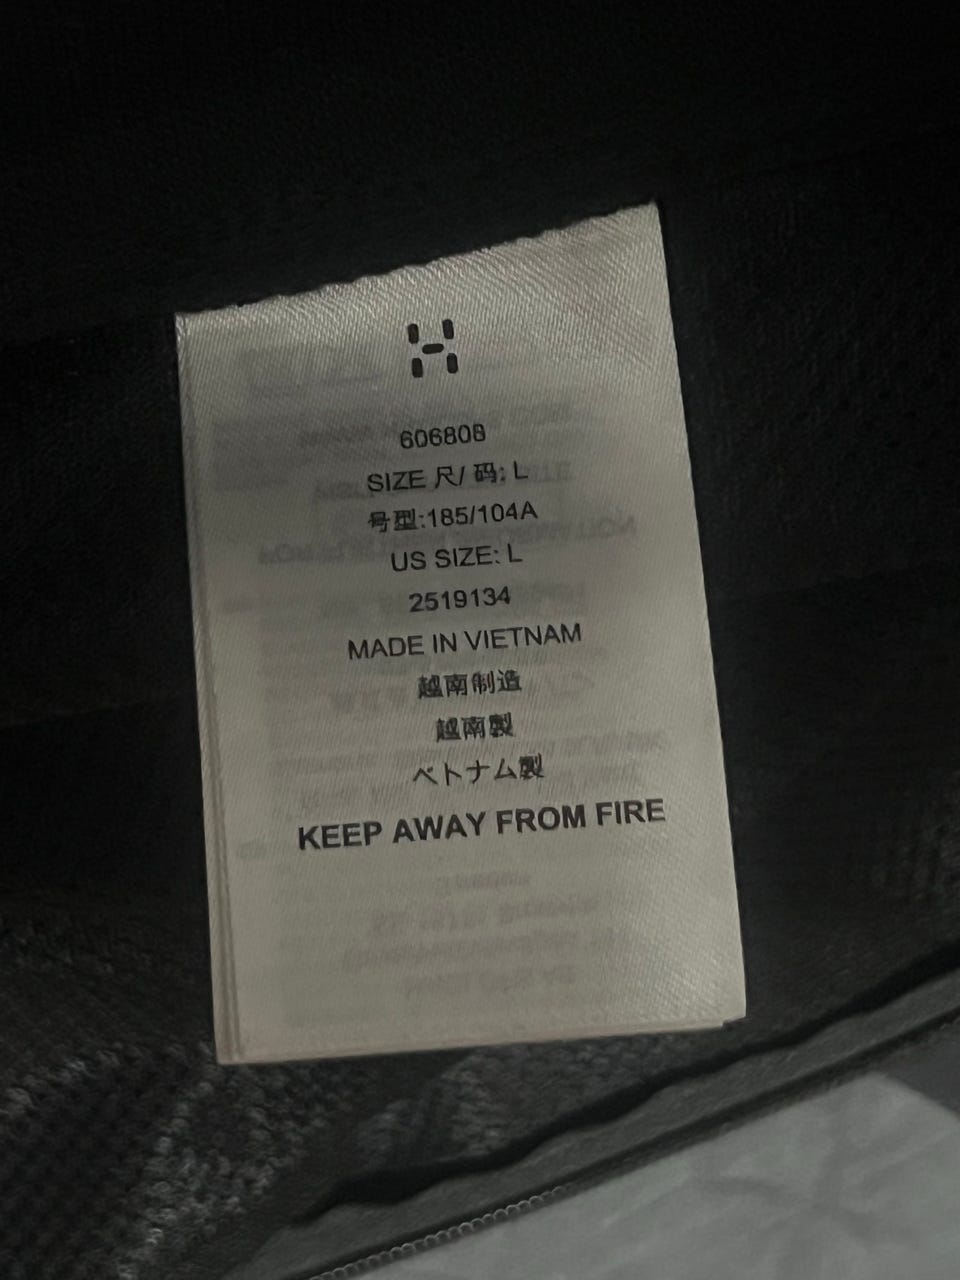 606808
SIZE 尺/ 码: L
号型:185/104A
US SIZE: L
2519134
MADE IN VIETNAM
越南制造
越南製
ベトナム製
KEEP AWAY FROM FIRE